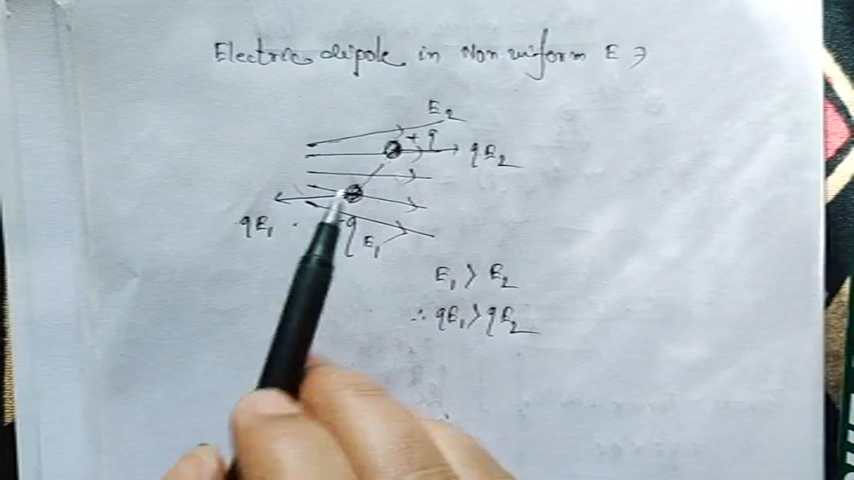 Electric dipole in Non uniform E →
E₂
+q
qE₂
qE₁
-q
E₁
E₁ > E₂
∴ qE₁ > qE₂